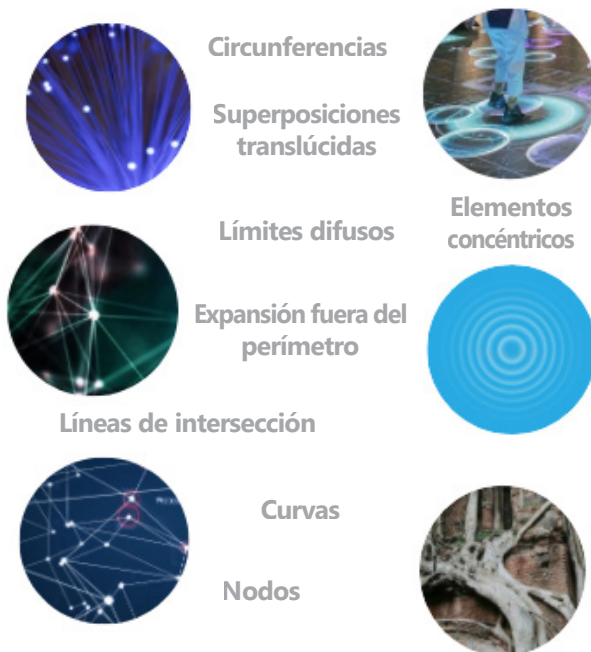 Circunferencias
Superposiciones
translúcidas
Límites difusos
Elementos
concéntricos
Expansión fuera del
perímetro
Líneas de intersección
Curvas
Nodos